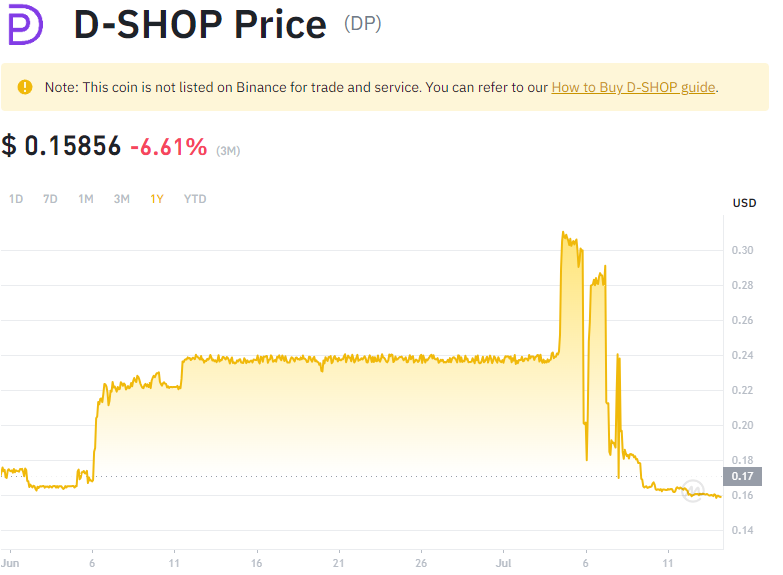 D-SHOP Price (DP)
Note: This coin is not listed on Binance for trade and service. You can refer to our How to Buy D-SHOP guide.
$ 0.15856 -6.61% (3M)
1D 7D 1M 3M 1Y YTD
USD
0.30
0.28
0.26
0.24
0.22
0.20
0.18
0.17
0.16
0.14
Jun 6 11 16 21 26 Jul 6 11